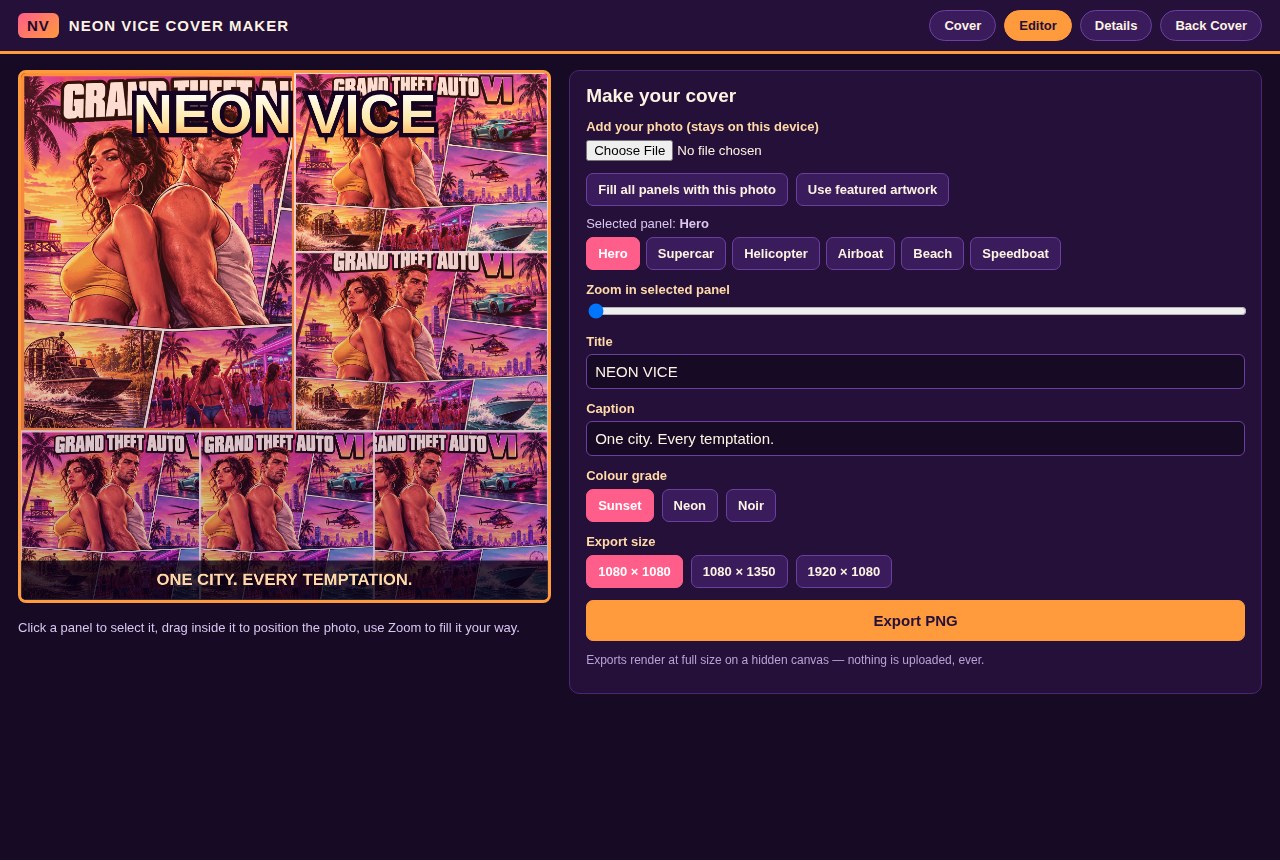 NV NEON VICE COVER MAKER
Cover Editor Details Back Cover
GRAND THEFT AU
GRAND THEFT AUTO VI
NEON VICE
GRAND THEFT AUTO VI
GRAND THEFT AUTO V
GRAND THEFT AUTO VI
AND THEFT AUTO VI
ONE CITY. EVERY TEMPTATION.
Click a panel to select it, drag inside it to position the photo, use Zoom to fill it your way.
Make your cover
Add your photo (stays on this device)
Choose File No file chosen
Fill all panels with this photo Use featured artwork
Selected panel: Hero
Hero Supercar Helicopter Airboat Beach Speedboat
Zoom in selected panel
Title
NEON VICE
Caption
One city. Every temptation.
Colour grade
Sunset Neon Noir
Export size
1080 × 1080 1080 × 1350 1920 × 1080
Export PNG
Exports render at full size on a hidden canvas — nothing is uploaded, ever.